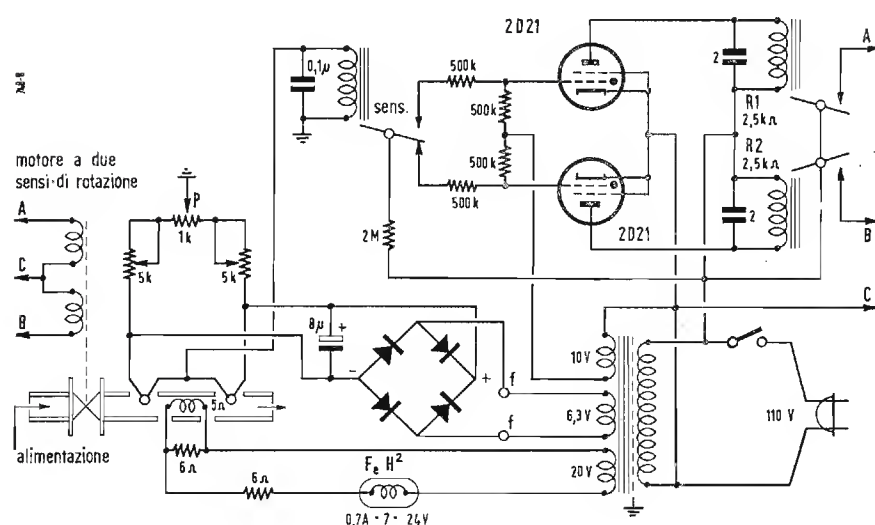 2D21
A
0,1μ
500k
2
sens.
500k
R1
2,5kΩ
motore a due
sensi di rotazione
500k
R2
2,5kΩ
P
500k
A
1k
2D21
2
B
2M
C
5k
5k
B
8μ
+
C
10V
-
+
f
5Ω
6,3V
110 V
f
alimentazione
6Ω
Fe H²
20V
6Ω
0,7A - 7 - 24V